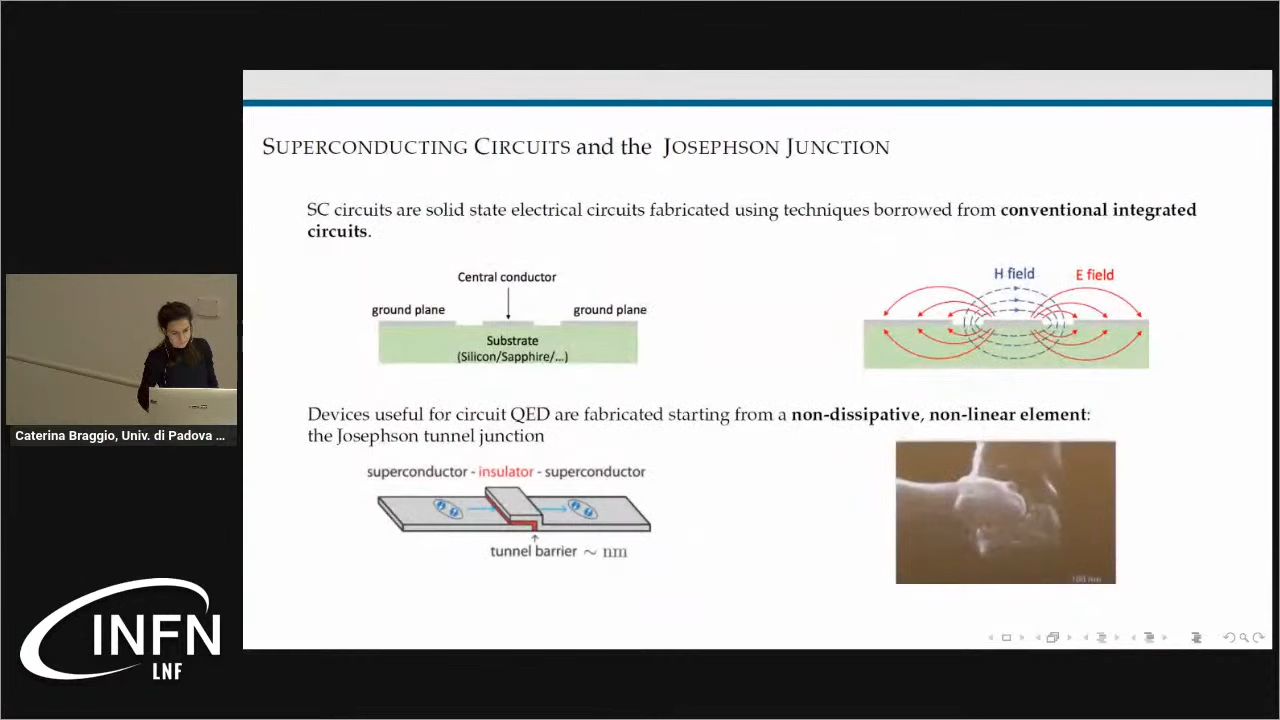 SUPERCONDUCTING CIRCUITS and the JOSEPHSON JUNCTION
SC circuits are solid state electrical circuits fabricated using techniques borrowed from conventional integrated
circuits.
Central conductor
ground plane
ground plane
Substrate
(Silicon/Sapphire/...)
H field
E field
Devices useful for circuit QED are fabricated starting from a non-dissipative, non-linear element:
the Josephson tunnel junction
superconductor - insulator - superconductor
tunnel barrier ∼ nm
100 nm
Caterina Braggio, Univ. di Padova ...
INFN
LNF